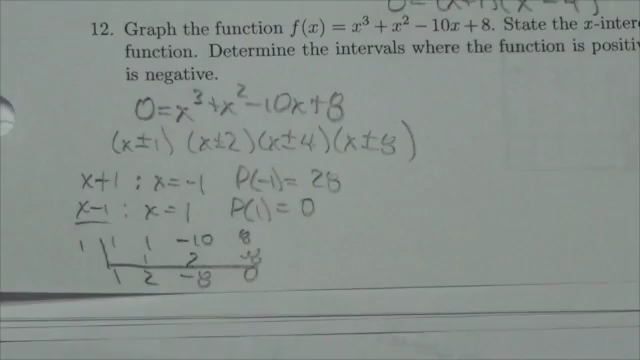 12. Graph the function f(x) = x³ + x² − 10x + 8. State the
function. Determine the intervals where the function is
is negative.
0=x³+x²-10x+8
(x±1) (x±2)(x±4)(x±8)
x+1 : x=-1 P(-1)= 28
x-1 : x=1 P(1)=0
1 1 1 -10 8
1 2 -8
1 2 -8 0